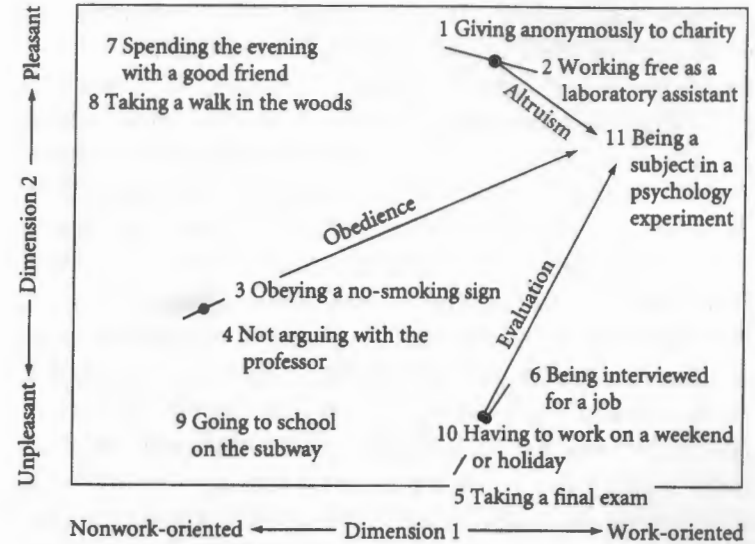 Unpleasant ← Dimension 2 → Pleasant
7 Spending the evening
with a good friend
8 Taking a walk in the woods
1 Giving anonymously to charity
2 Working free as a
laboratory assistant
Altruism
11 Being a
subject in a
psychology
experiment
Obedience
3 Obeying a no-smoking sign
4 Not arguing with the
professor
Evaluation
6 Being interviewed
for a job
9 Going to school
on the subway
10 Having to work on a weekend
or holiday
5 Taking a final exam
Nonwork-oriented ← Dimension 1 → Work-oriented